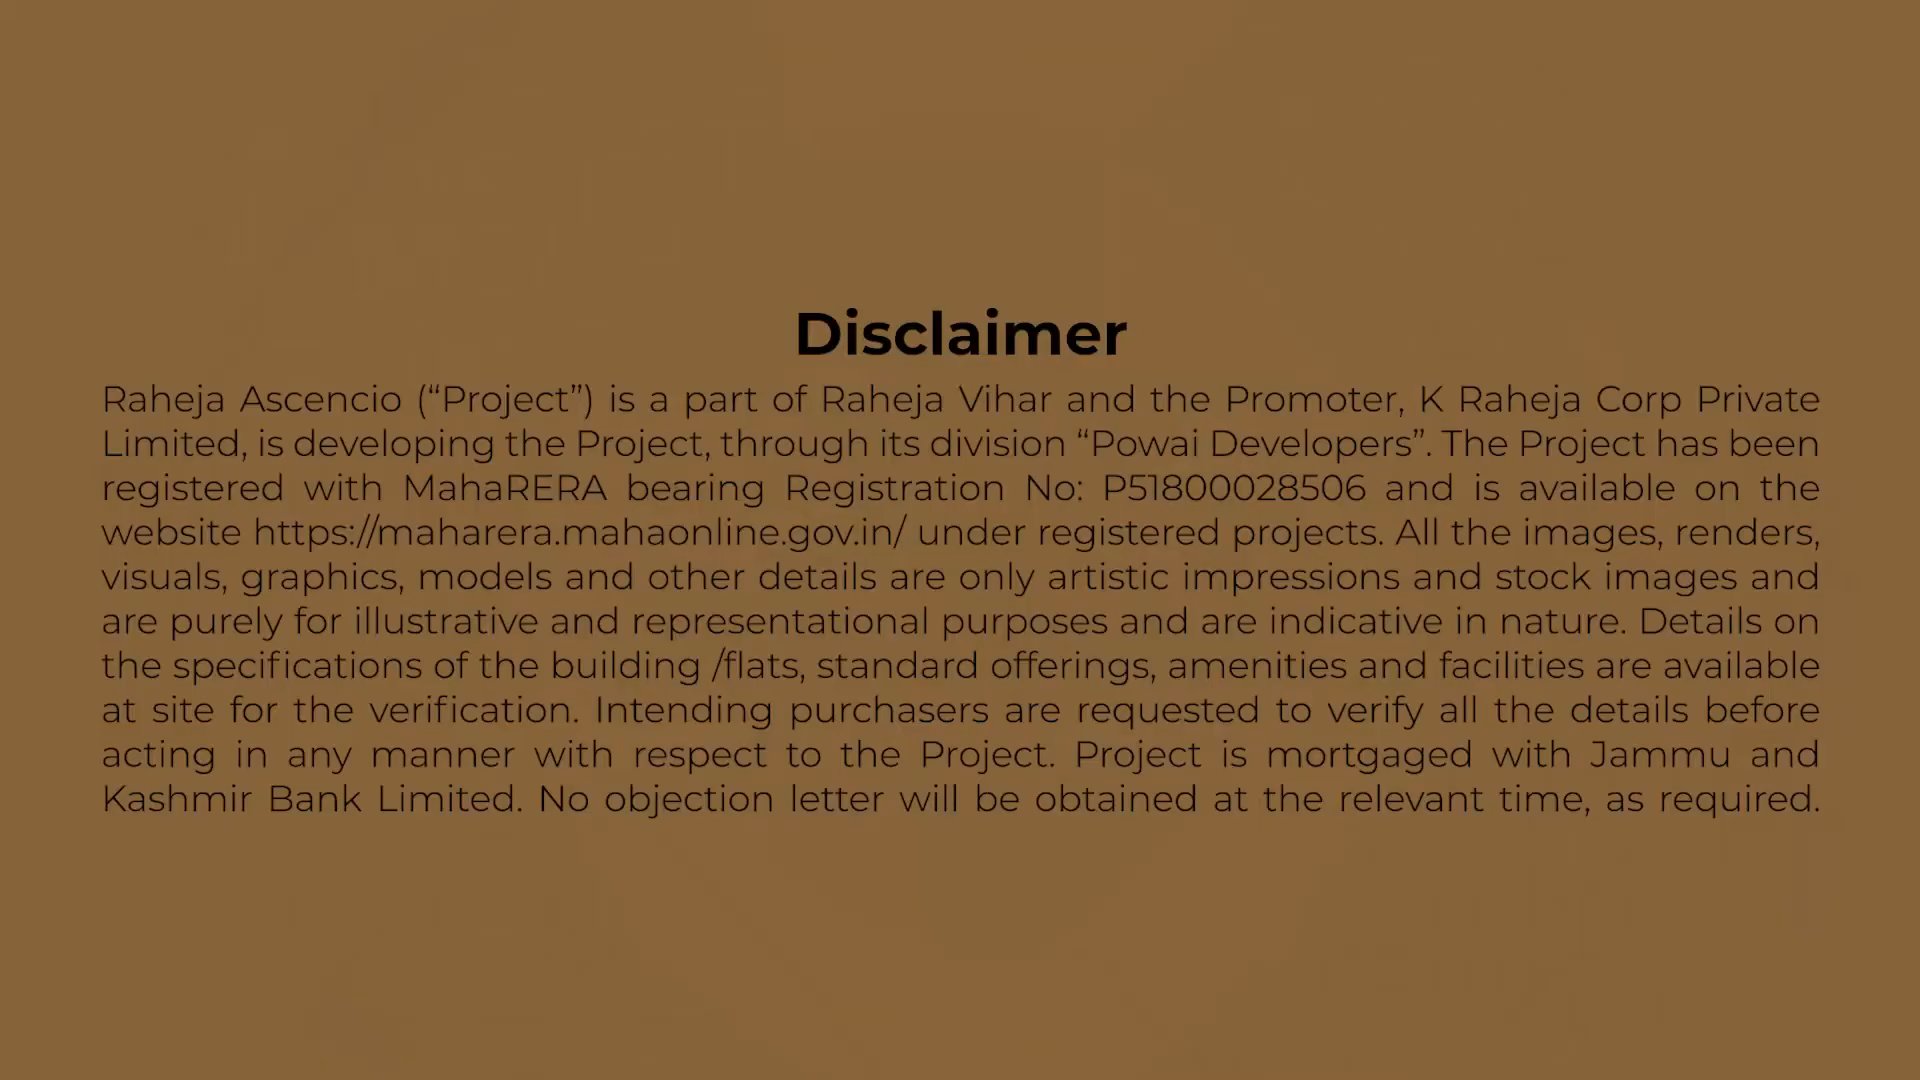 Disclaimer
Raheja Ascencio (“Project”) is a part of Raheja Vihar and the Promoter, K Raheja Corp Private
Limited, is developing the Project, through its division “Powai Developers”. The Project has been
registered with MahaRERA bearing Registration No: P51800028506 and is available on the
website https://maharera.mahaonline.gov.in/ under registered projects. All the images, renders,
visuals, graphics, models and other details are only artistic impressions and stock images and
are purely for illustrative and representational purposes and are indicative in nature. Details on
the specifications of the building /flats, standard offerings, amenities and facilities are available
at site for the verification. Intending purchasers are requested to verify all the details before
acting in any manner with respect to the Project. Project is mortgaged with Jammu and
Kashmir Bank Limited. No objection letter will be obtained at the relevant time, as required.